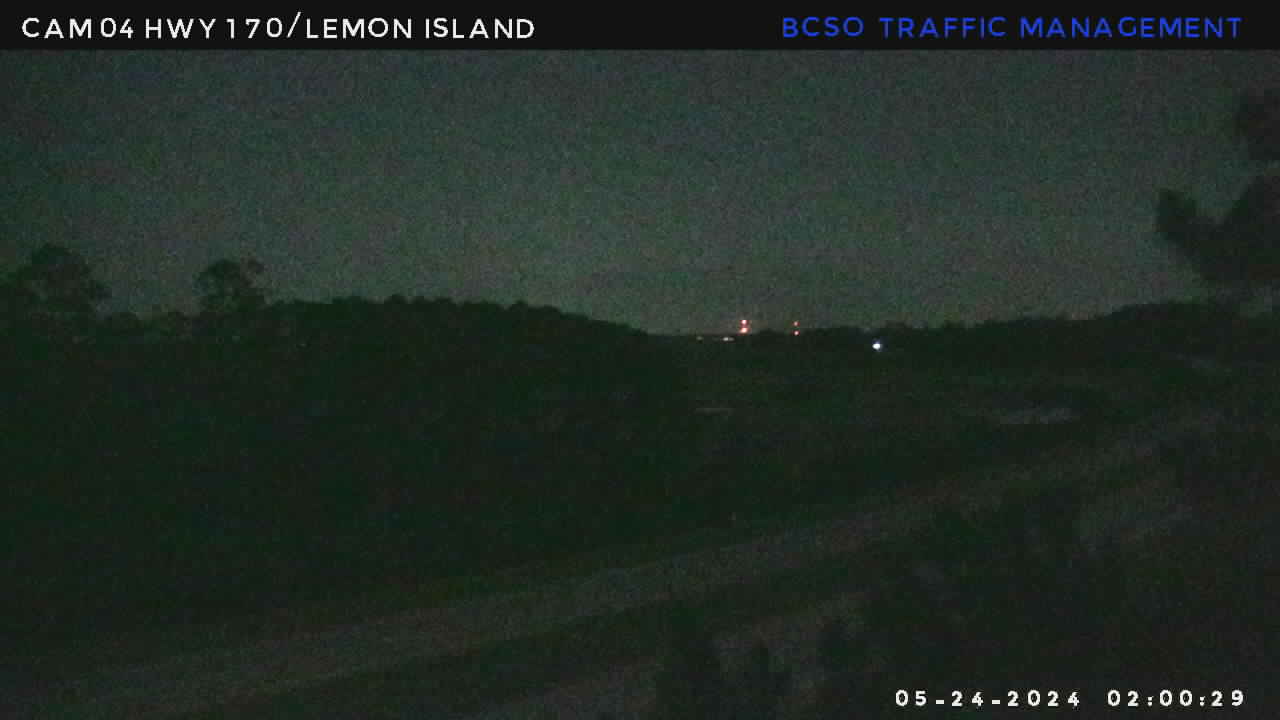 CAM04 HWY 170/LEMON ISLAND
BCSO TRAFFIC MANAGEMENT
05-24-2024 02:00:29